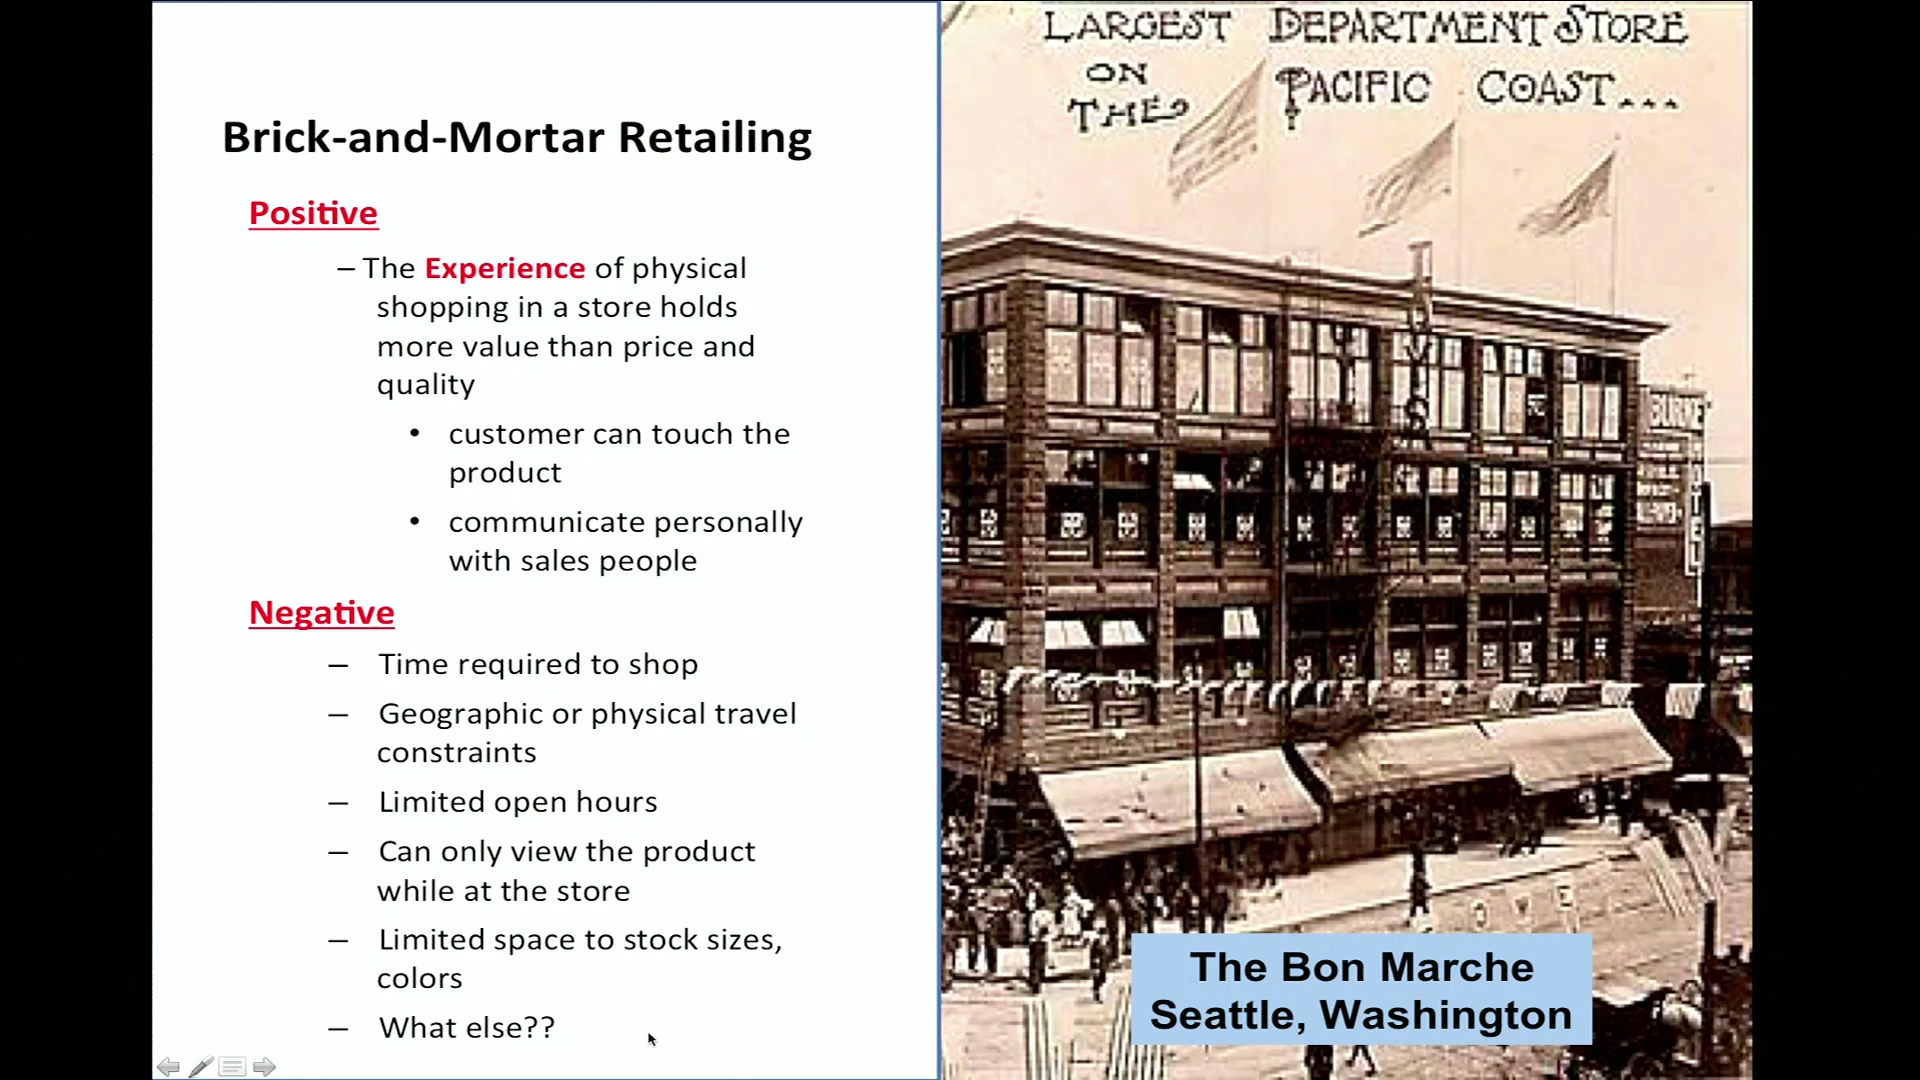 Brick-and-Mortar Retailing
Positive
– The Experience of physical
shopping in a store holds
more value than price and
quality
• customer can touch the
product
• communicate personally
with sales people
Negative
– Time required to shop
– Geographic or physical travel
constraints
– Limited open hours
– Can only view the product
while at the store
– Limited space to stock sizes,
colors
– What else??
LARGEST DEPARTMENT STORE
ON
THE PACIFIC COAST...
BURKE
The Bon Marche
Seattle, Washington